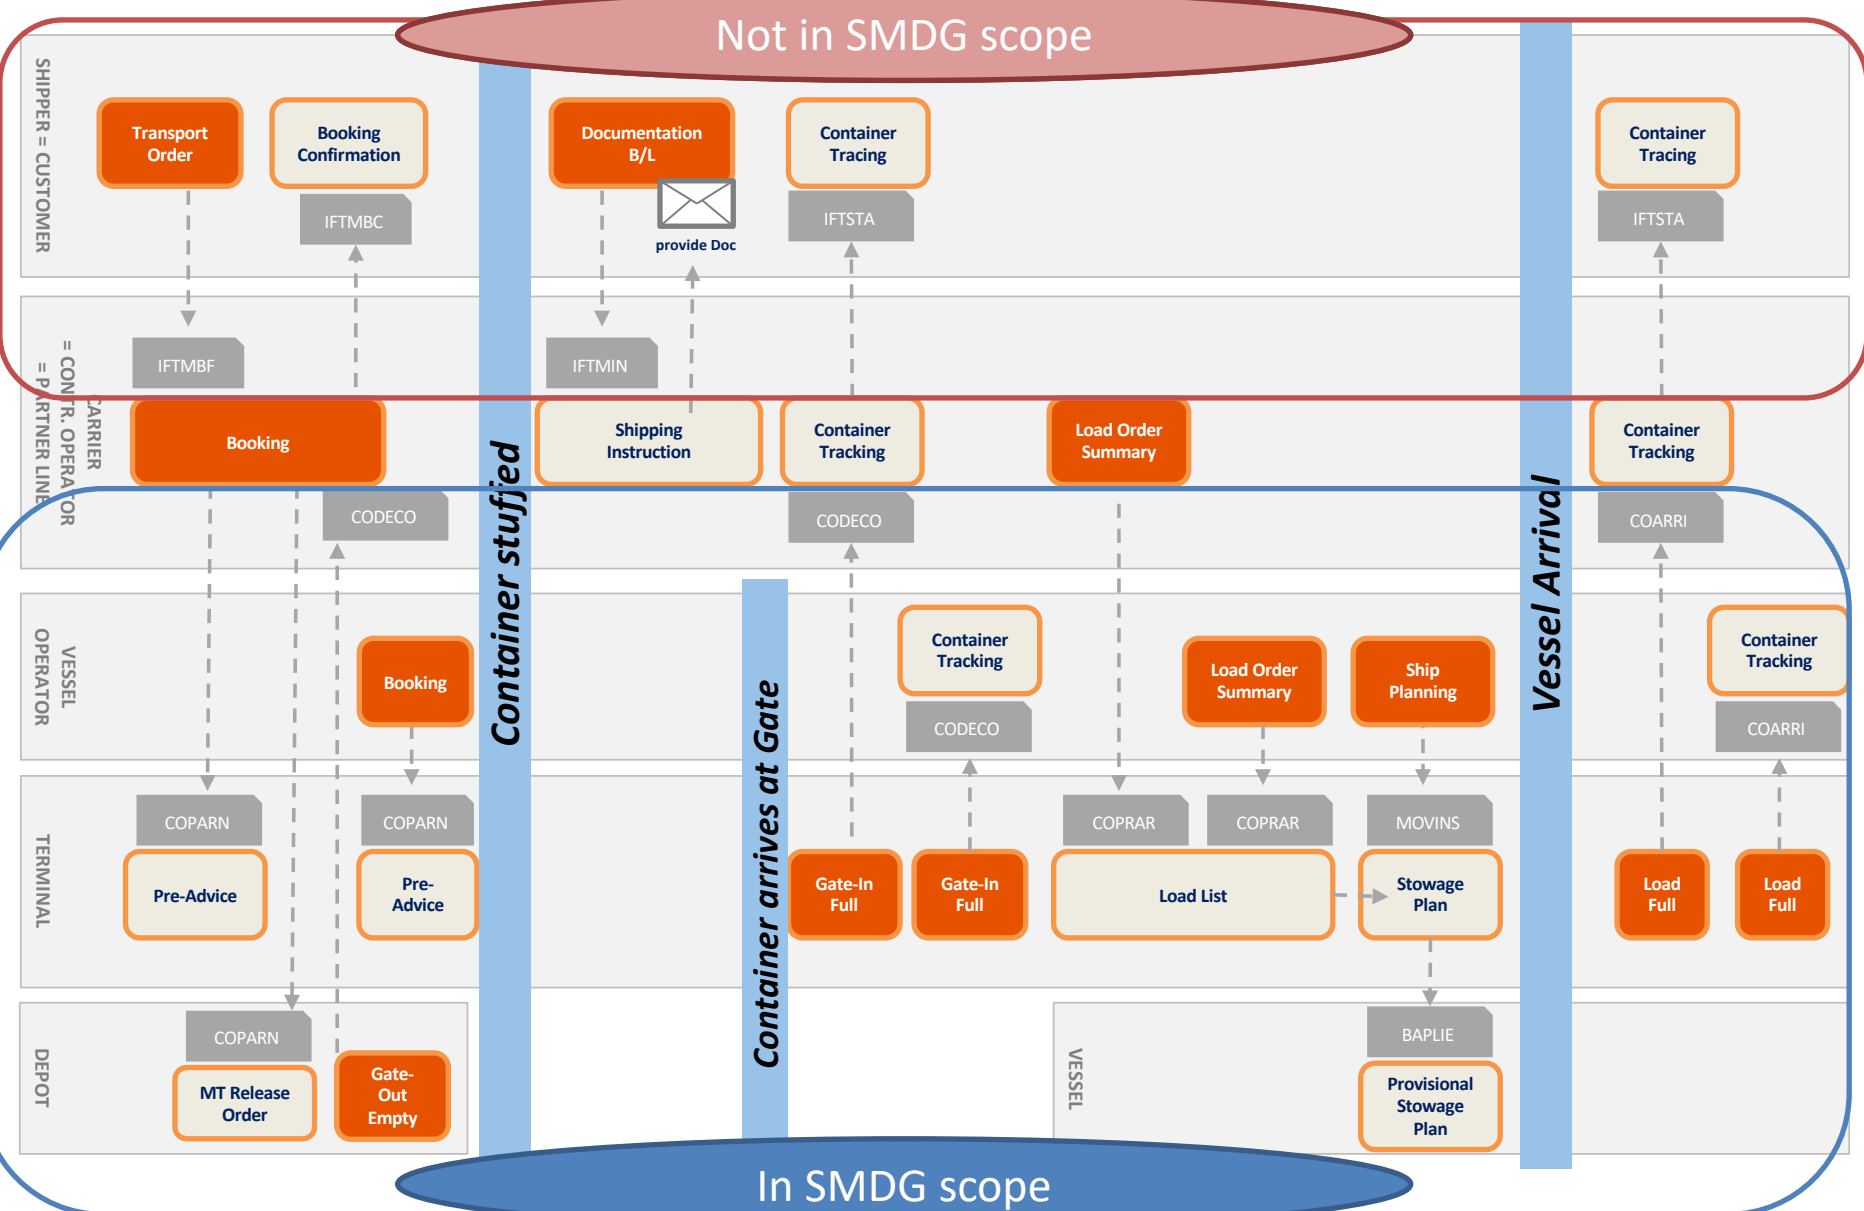 Not in SMDG scope
SHIPPER = CUSTOMER
Transport
Order
Booking
Confirmation
Documentation
B/L
Container
Tracing
Container
Tracing
IFTMBC
provide Doc
IFTSTA
IFTSTA
CARRIER
= CONTR. OPERATOR
= PARTNER LINE
IFTMBF
IFTMIN
Booking
Shipping
Instruction
Container
Tracking
Load Order
Summary
Container
Tracking
CODECO
CODECO
COARRI
Container stuffed
Container arrives at Gate
Vessel Arrival
VESSEL
OPERATOR
Booking
Container
Tracking
CODECO
Load Order
Summary
Ship
Planning
Container
Tracking
COARRI
TERMINAL
COPARN
COPARN
COPRAR
COPRAR
MOVINS
Pre-Advice
Pre-
Advice
Gate-In
Full
Gate-In
Full
Load List
Stowage
Plan
Load
Full
Load
Full
DEPOT
COPARN
MT Release
Order
Gate-
Out
Empty
VESSEL
BAPLIE
Provisional
Stowage
Plan
In SMDG scope